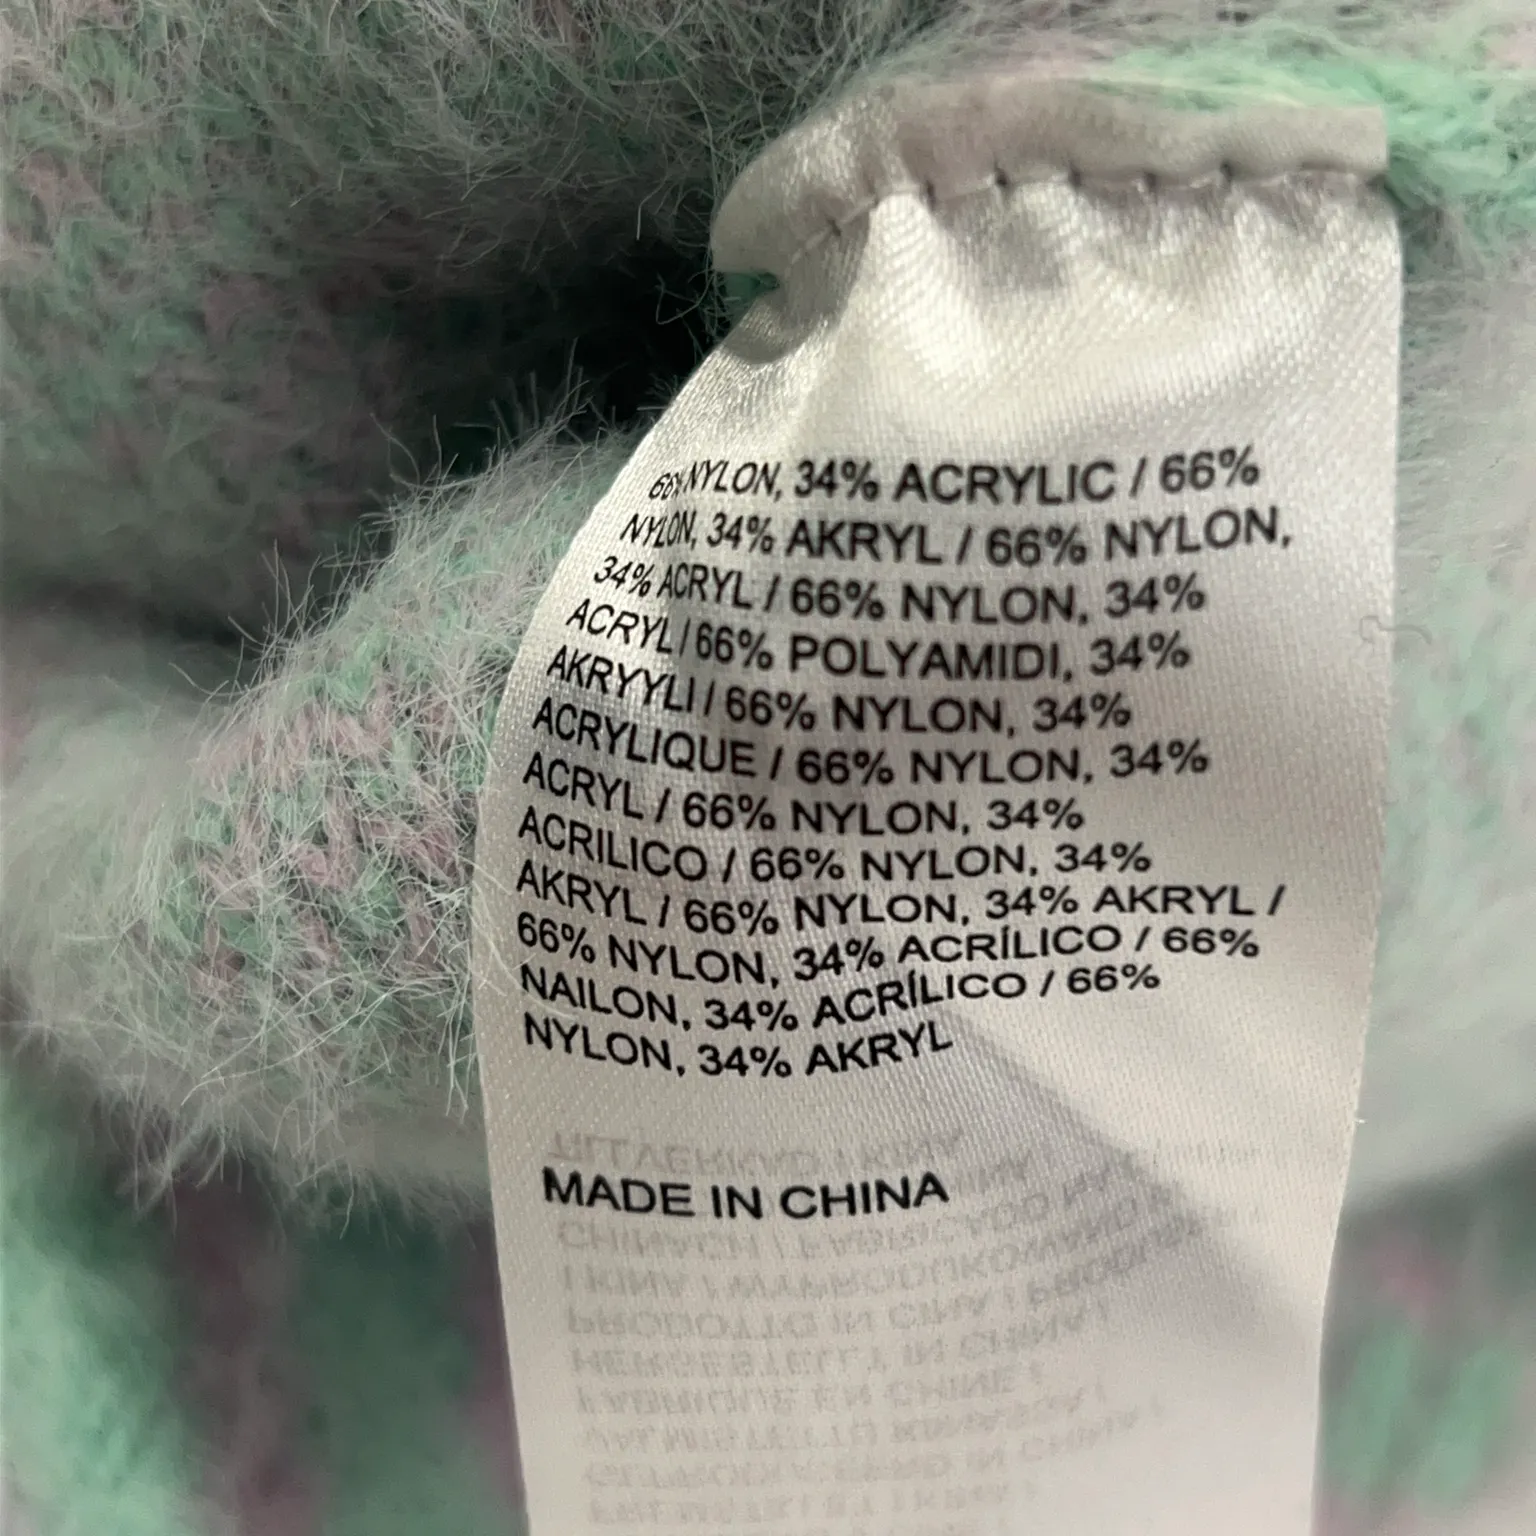 66% NYLON, 34% ACRYLIC / 66%
NYLON, 34% AKRYL / 66% NYLON,
34% ACRYL / 66% NYLON, 34%
ACRYL / 66% POLYAMIDI, 34%
AKRYYLI / 66% NYLON, 34%
ACRYLIQUE / 66% NYLON, 34%
ACRYL / 66% NYLON, 34%
ACRILICO / 66% NYLON, 34%
AKRYL / 66% NYLON, 34% AKRYL /
66% NYLON, 34% ACRÍLICO / 66%
NAILON, 34% ACRÍLICO / 66%
NYLON, 34% AKRYL
MADE IN CHINA